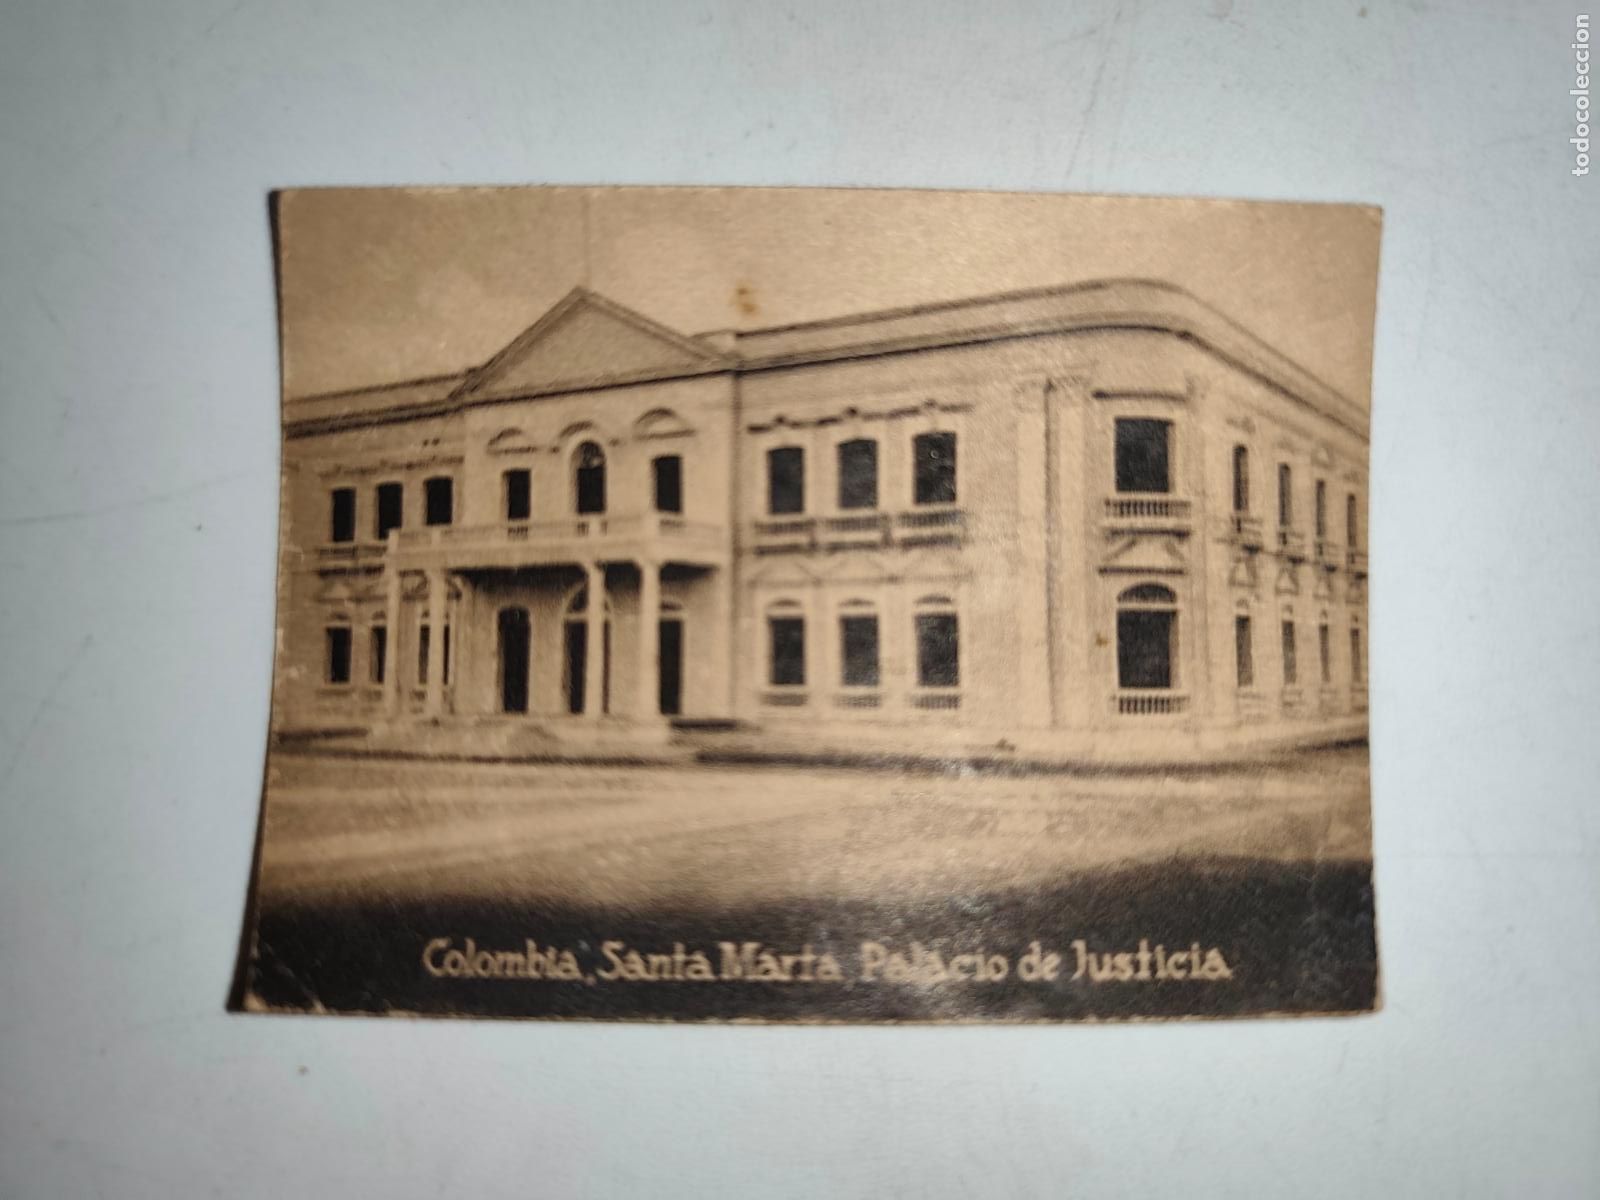 todocoleccion
Colombia, Santa Marta, Palacio de Justicia